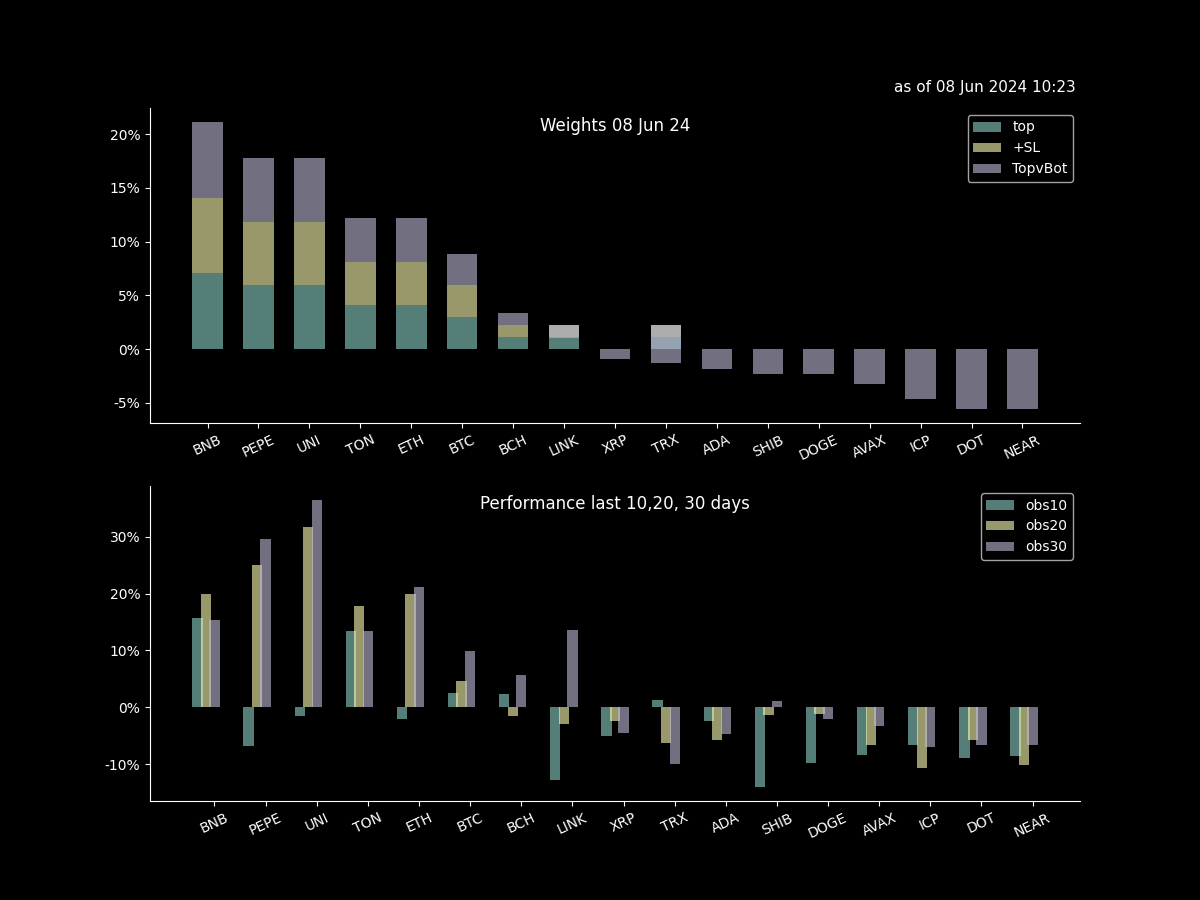 as of 08 Jun 2024 10:23
Weights 08 Jun 24
top
+SL
TopvBot
20%
15%
10%
5%
0%
-5%
BNB PEPE UNI TON ETH BTC BCH LINK XRP TRX ADA SHIB DOGE AVAX ICP DOT NEAR
Performance last 10,20, 30 days
obs10
obs20
obs30
30%
20%
10%
0%
-10%
BNB PEPE UNI TON ETH BTC BCH LINK XRP TRX ADA SHIB DOGE AVAX ICP DOT NEAR